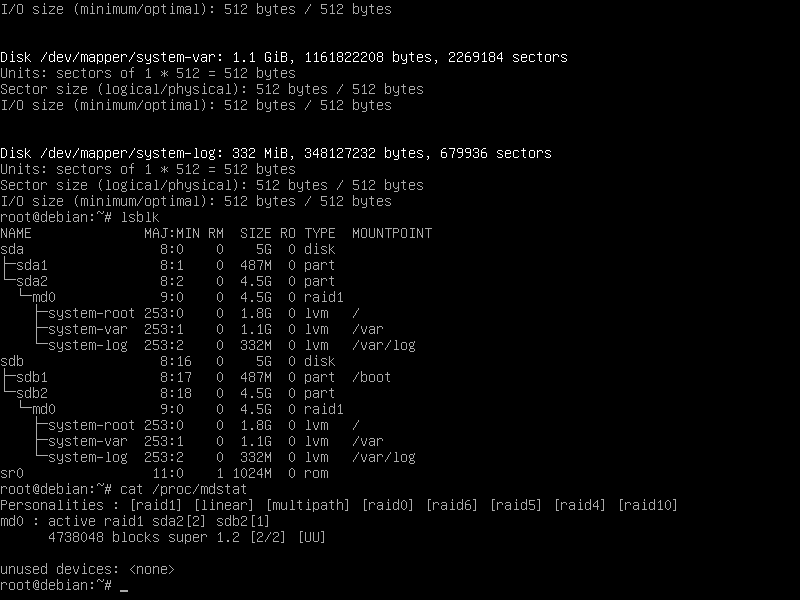 I/O size (minimum/optimal): 512 bytes / 512 bytes
Disk /dev/mapper/system-var: 1.1 GiB, 1161822208 bytes, 2269184 sectors
Units: sectors of 1 * 512 = 512 bytes
Sector size (logical/physical): 512 bytes / 512 bytes
I/O size (minimum/optimal): 512 bytes / 512 bytes
Disk /dev/mapper/system-log: 332 MiB, 348127232 bytes, 679936 sectors
Units: sectors of 1 * 512 = 512 bytes
Sector size (logical/physical): 512 bytes / 512 bytes
I/O size (minimum/optimal): 512 bytes / 512 bytes
root@debian:~# lsblk
NAME              MAJ:MIN RM  SIZE RO TYPE  MOUNTPOINT
sda                 8:0    0    5G  0 disk
├─sda1              8:1    0  487M  0 part
└─sda2              8:2    0  4.5G  0 part
  └─md0             9:0    0  4.5G  0 raid1
    ├─system-root 253:0    0  1.8G  0 lvm   /
    ├─system-var  253:1    0  1.1G  0 lvm   /var
    └─system-log  253:2    0  332M  0 lvm   /var/log
sdb                 8:16   0    5G  0 disk
├─sdb1              8:17   0  487M  0 part  /boot
└─sdb2              8:18   0  4.5G  0 part
  └─md0             9:0    0  4.5G  0 raid1
    ├─system-root 253:0    0  1.8G  0 lvm   /
    ├─system-var  253:1    0  1.1G  0 lvm   /var
    └─system-log  253:2    0  332M  0 lvm   /var/log
sr0                11:0    1 1024M  0 rom
root@debian:~# cat /proc/mdstat
Personalities : [raid1] [linear] [multipath] [raid0] [raid6] [raid5] [raid4] [raid10]
md0 : active raid1 sda2[2] sdb2[1]
      4738048 blocks super 1.2 [2/2] [UU]
unused devices: <none>
root@debian:~# _